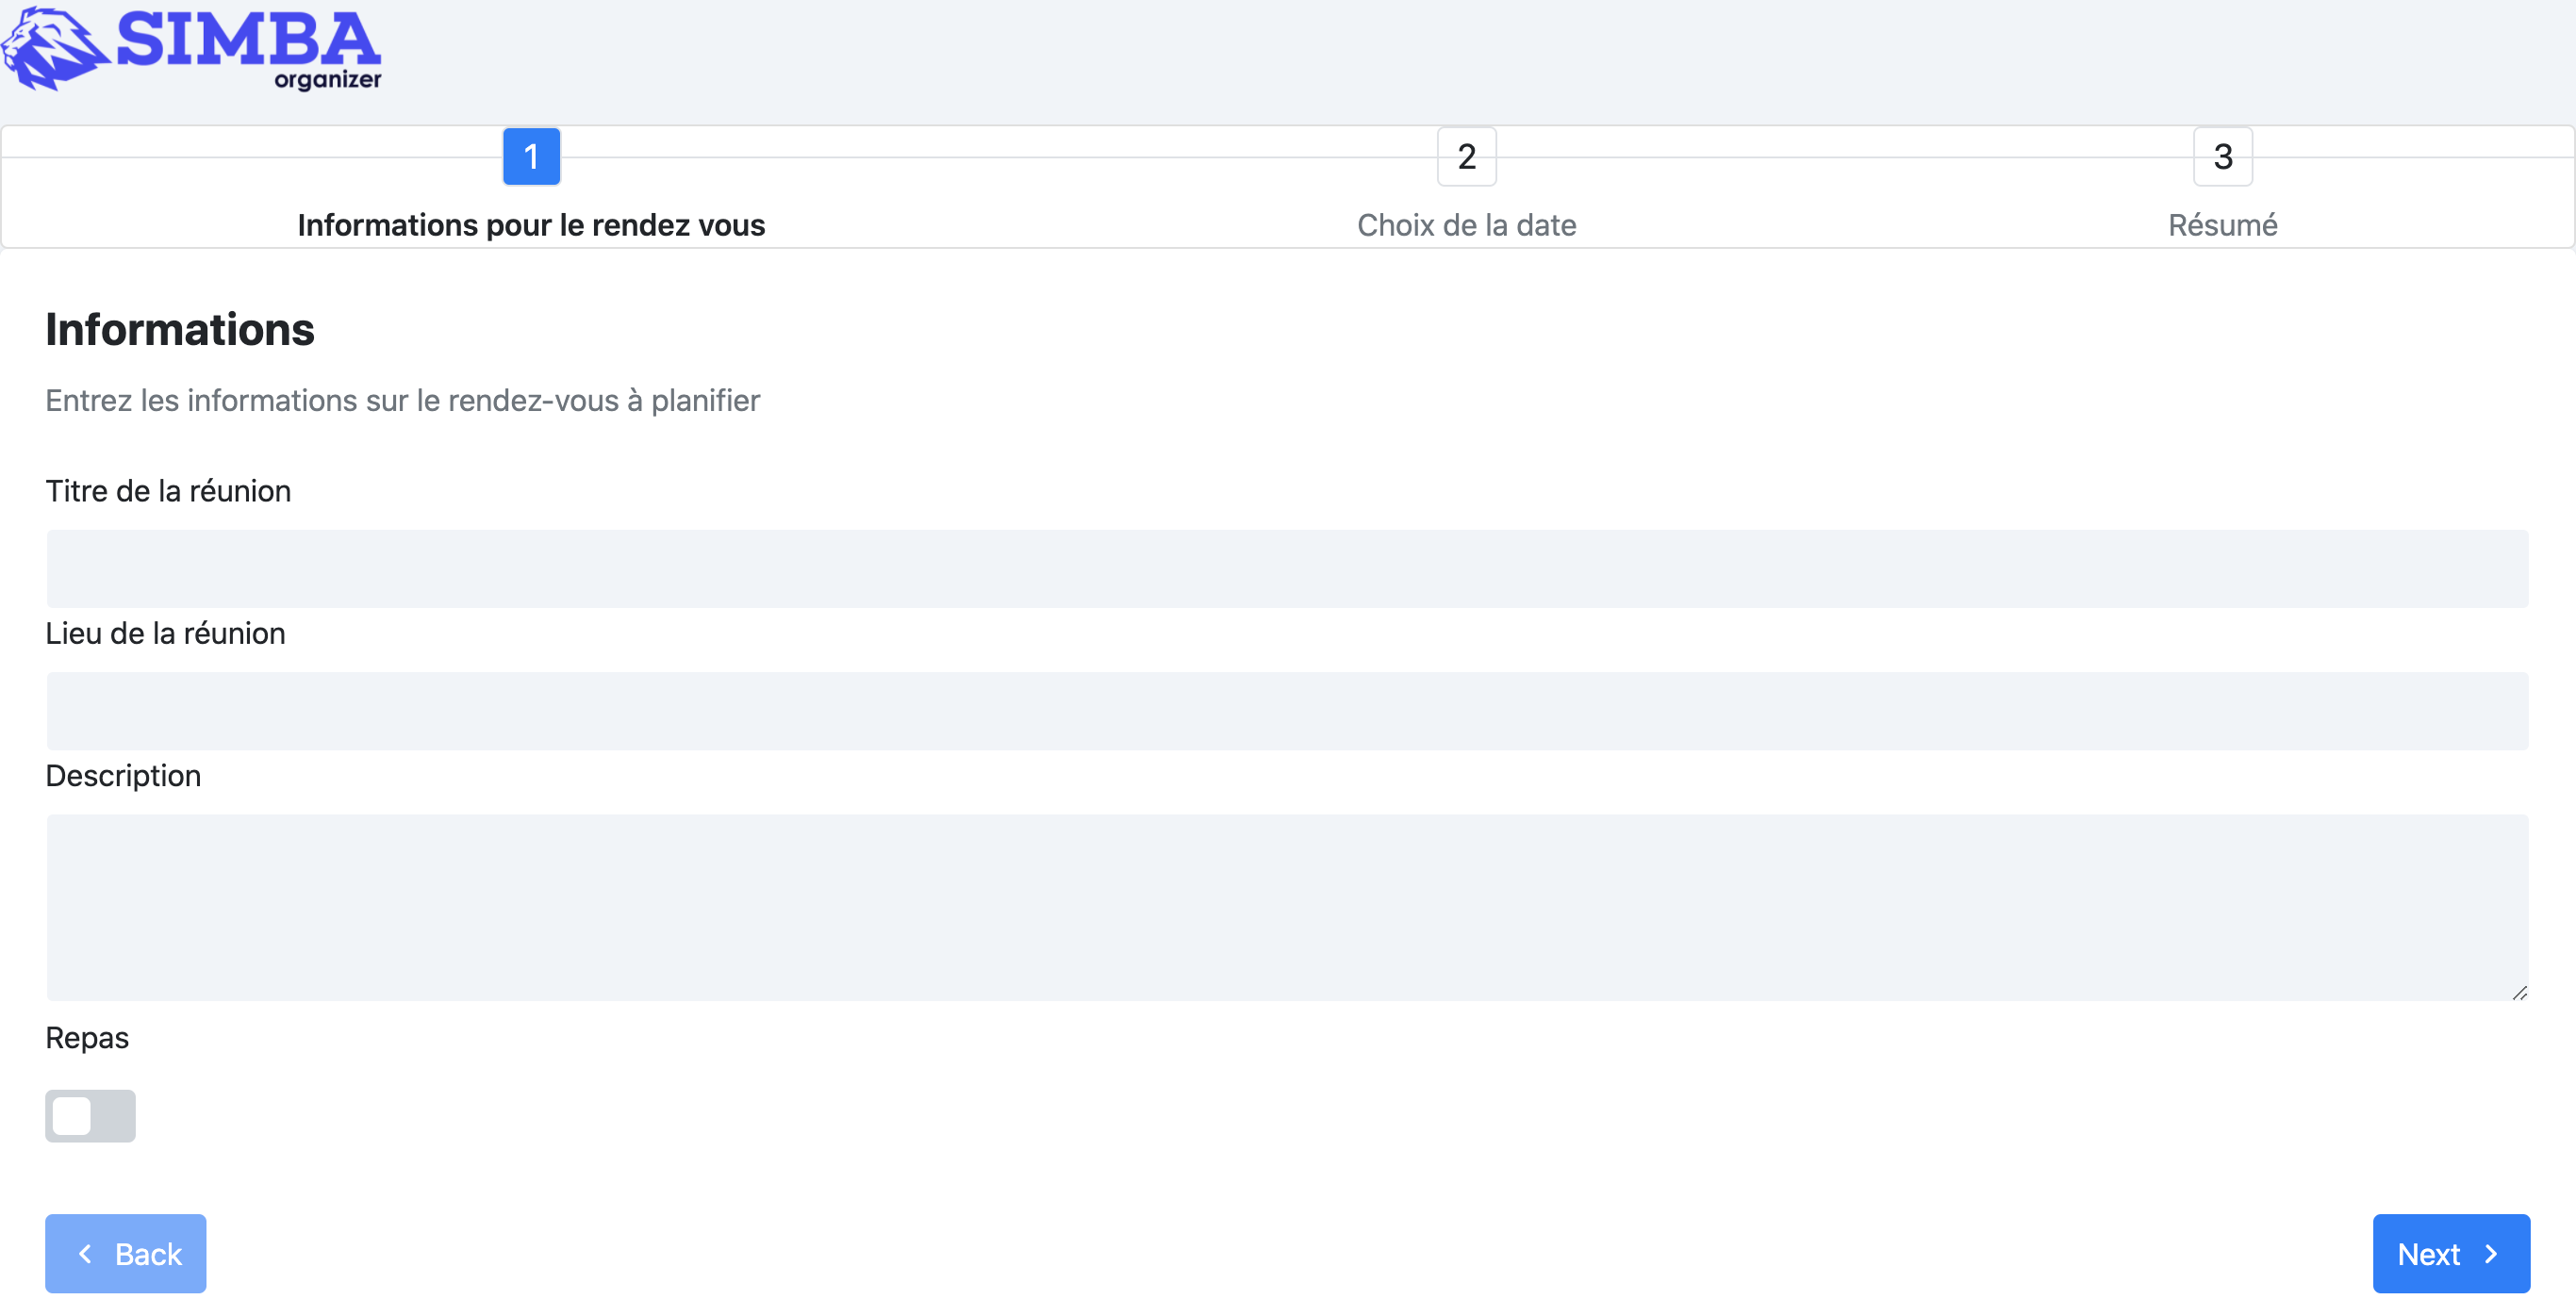 SIMBA
organizer
1
2
3
Informations pour le rendez vous
Choix de la date
Résumé
Informations
Entrez les informations sur le rendez-vous à planifier
Titre de la réunion
Lieu de la réunion
Description
Repas
Back
Next